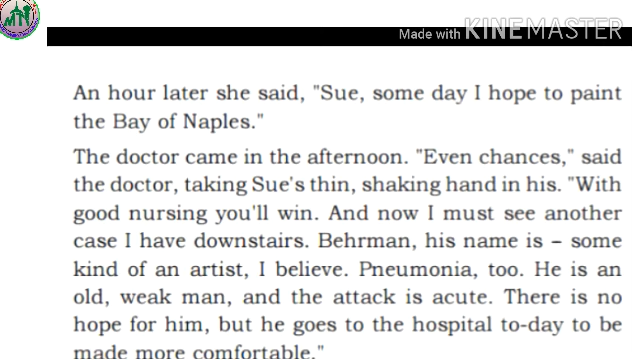 Made with KINEMASTER
An hour later she said, "Sue, some day I hope to paint
the Bay of Naples."
The doctor came in the afternoon. "Even chances," said
the doctor, taking Sue's thin, shaking hand in his. "With
good nursing you'll win. And now I must see another
case I have downstairs. Behrman, his name is – some
kind of an artist, I believe. Pneumonia, too. He is an
old, weak man, and the attack is acute. There is no
hope for him, but he goes to the hospital to-day to be
made more comfortable."